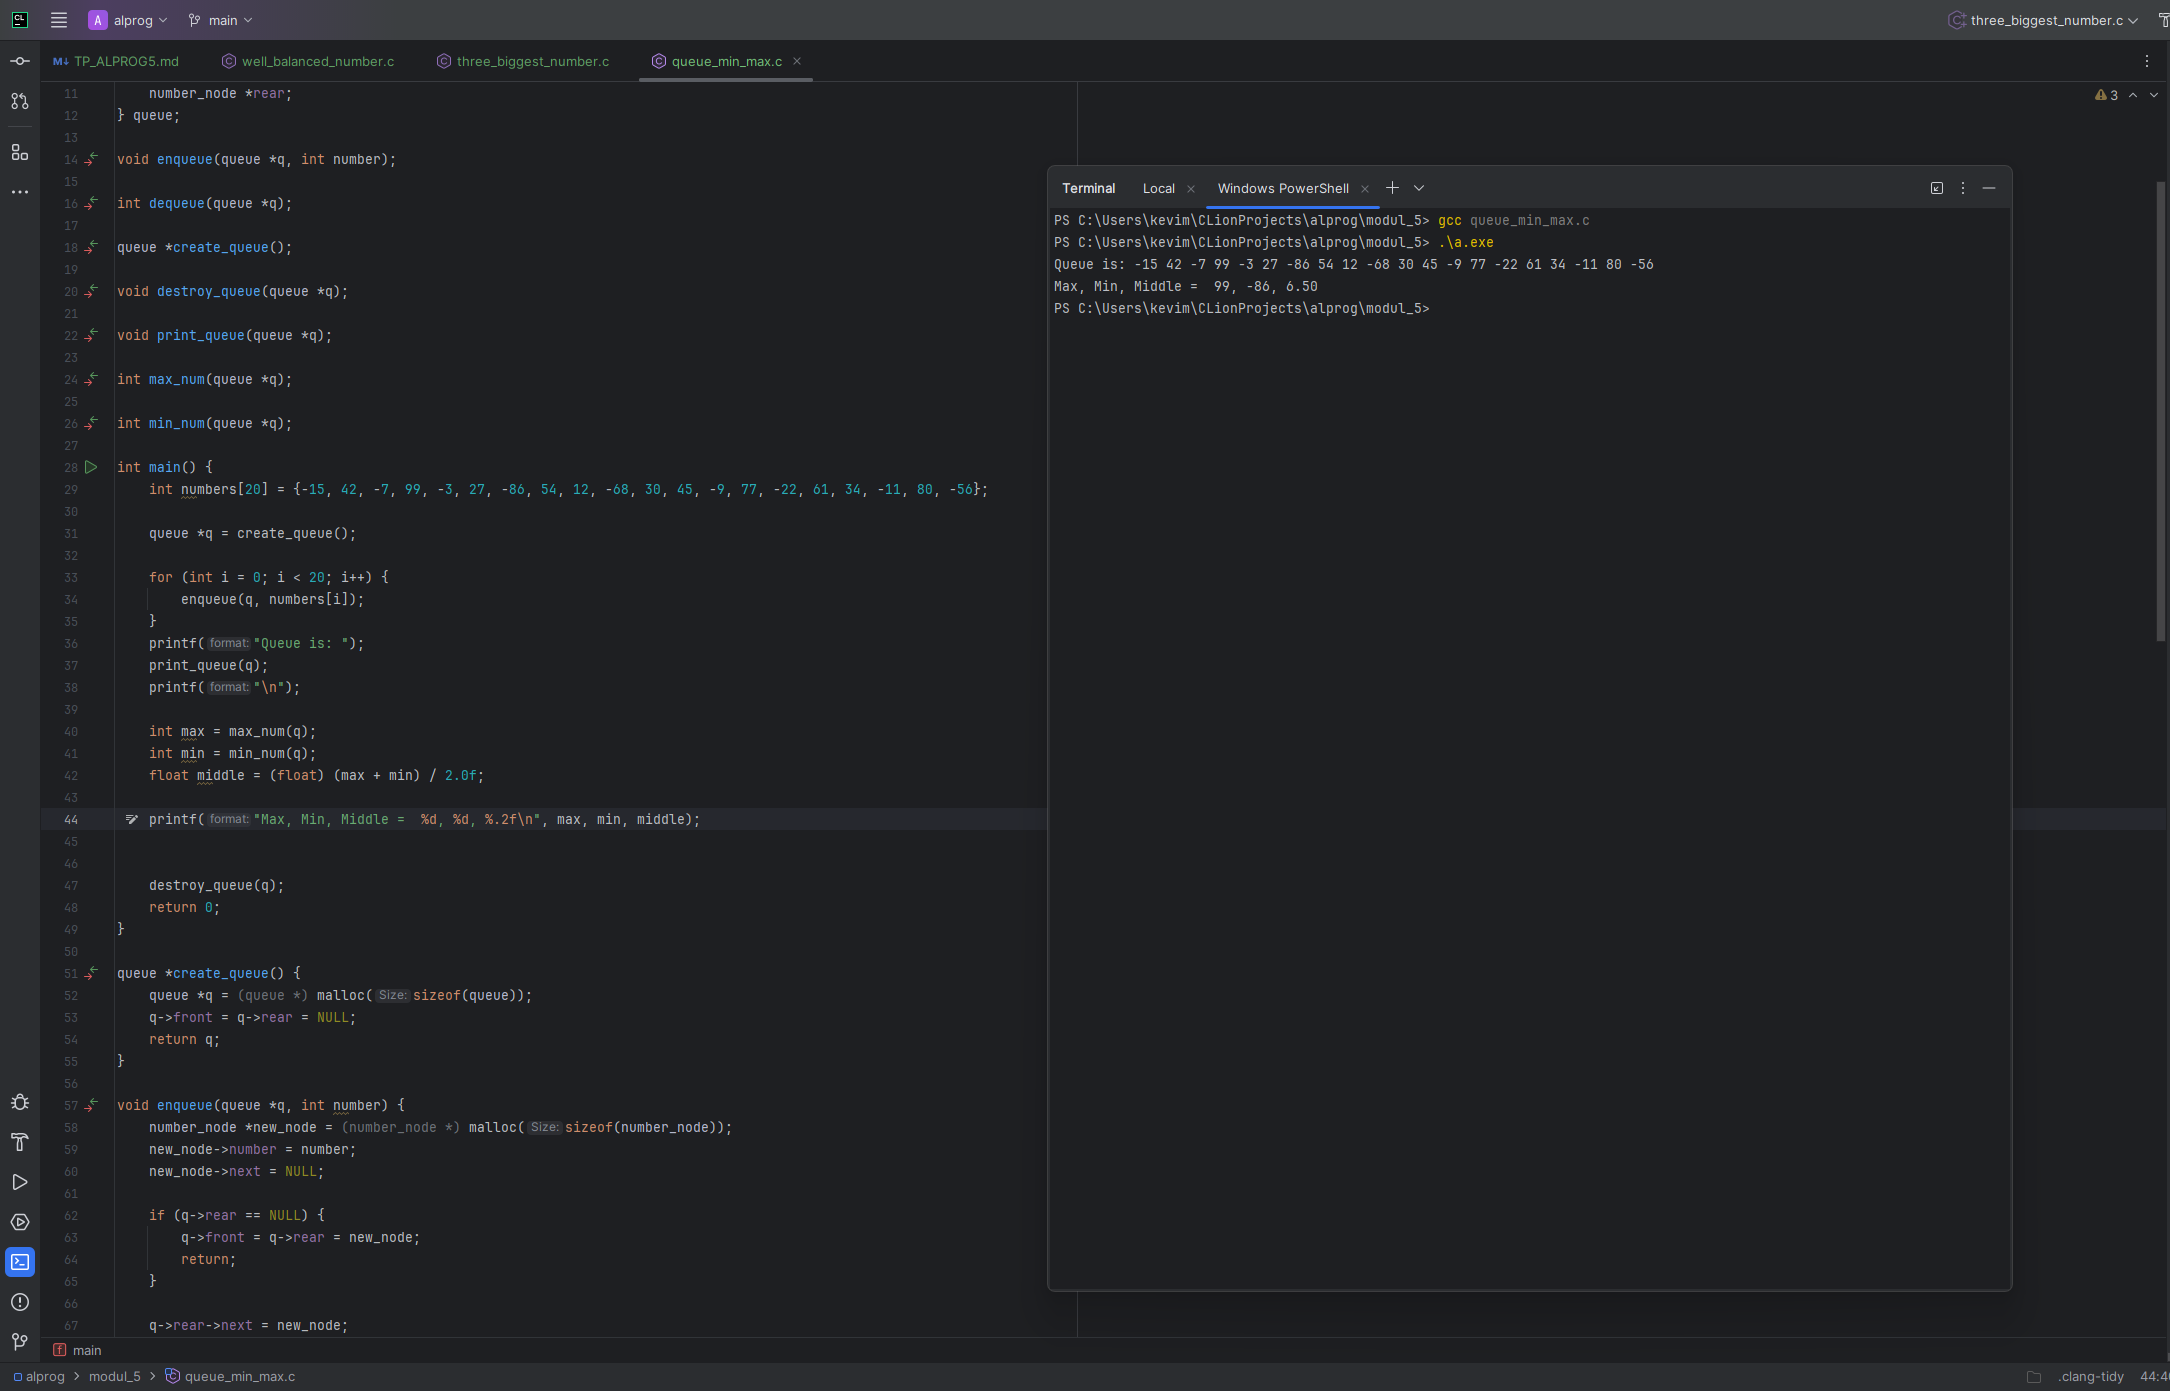 CL A alprog main three_biggest_number.c
M↓ TP_ALPROG5.md well_balanced_number.c three_biggest_number.c queue_min_max.c
3
11 number_node *rear;
12 } queue;
13
14 void enqueue(queue *q, int number);
15
16 int dequeue(queue *q);
17
18 queue *create_queue();
19
20 void destroy_queue(queue *q);
21
22 void print_queue(queue *q);
23
24 int max_num(queue *q);
25
26 int min_num(queue *q);
27
28 int main() {
29 int numbers[20] = {-15, 42, -7, 99, -3, 27, -86, 54, 12, -68, 30, 45, -9, 77, -22, 61, 34, -11, 80, -56};
30
31 queue *q = create_queue();
32
33 for (int i = 0; i < 20; i++) {
34 enqueue(q, numbers[i]);
35 }
36 printf( format: "Queue is: ");
37 print_queue(q);
38 printf( format: "\n");
39
40 int max = max_num(q);
41 int min = min_num(q);
42 float middle = (float) (max + min) / 2.0f;
43
44 printf( format: "Max, Min, Middle =  %d, %d, %.2f\n", max, min, middle);
45
46
47 destroy_queue(q);
48 return 0;
49 }
50
51 queue *create_queue() {
52 queue *q = (queue *) malloc( Size: sizeof(queue));
53 q->front = q->rear = NULL;
54 return q;
55 }
56
57 void enqueue(queue *q, int number) {
58 number_node *new_node = (number_node *) malloc( Size: sizeof(number_node));
59 new_node->number = number;
60 new_node->next = NULL;
61
62 if (q->rear == NULL) {
63 q->front = q->rear = new_node;
64 return;
65 }
66
67 q->rear->next = new_node;
Terminal Local Windows PowerShell
PS C:\Users\kevim\CLionProjects\alprog\modul_5> gcc queue_min_max.c
PS C:\Users\kevim\CLionProjects\alprog\modul_5> .\a.exe
Queue is: -15 42 -7 99 -3 27 -86 54 12 -68 30 45 -9 77 -22 61 34 -11 80 -56
Max, Min, Middle =  99, -86, 6.50
PS C:\Users\kevim\CLionProjects\alprog\modul_5>
f main
alprog > modul_5 > queue_min_max.c .clang-tidy